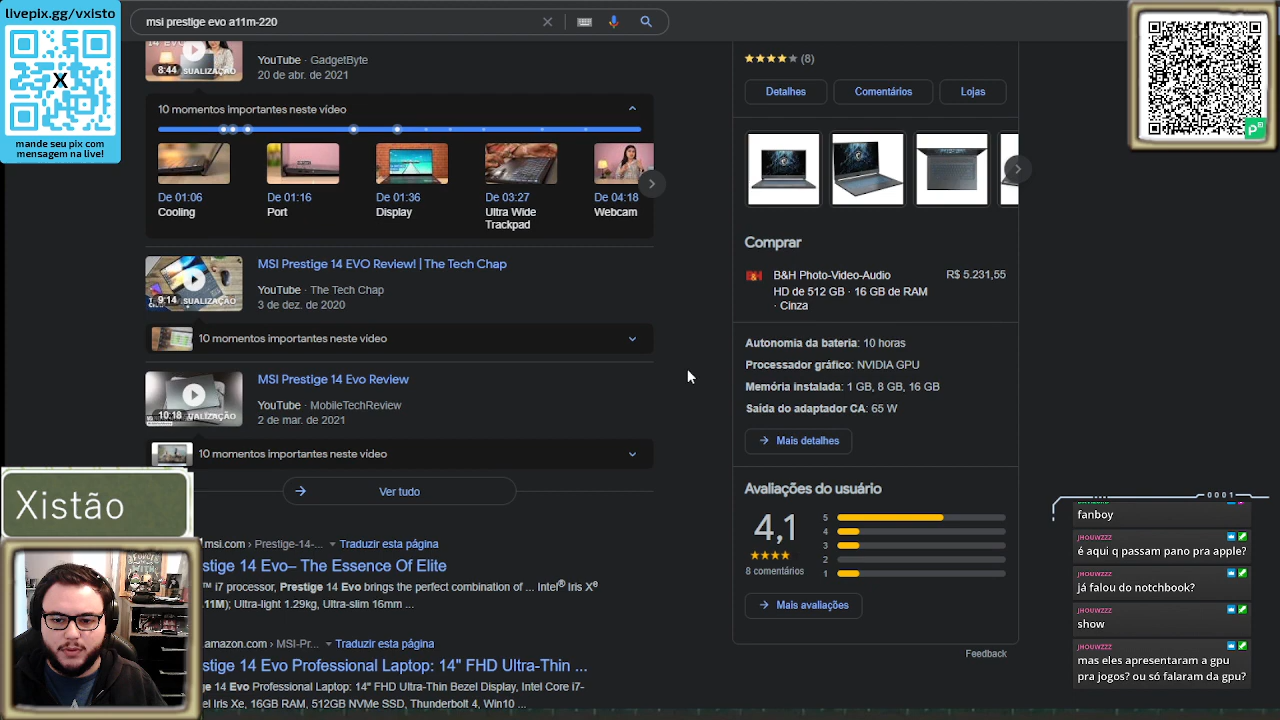 livepix.gg/vxisto
X
mande seu pix com
mensagem na live!
msi prestige evo a11m-220
14 EVO
8:44
SUALIZAÇÃO
YouTube · GadgetByte
20 de abr. de 2021
10 momentos importantes neste vídeo
De 01:06
Cooling
De 01:16
Port
De 01:36
Display
De 03:27
Ultra Wide
Trackpad
De 04:18
Webcam
MSI Prestige 14 EVO Review! | The Tech Chap
9:14
SUALIZAÇÃO
YouTube · The Tech Chap
3 de dez. de 2020
10 momentos importantes neste vídeo
MSI Prestige 14 Evo Review
10:18
UALIZAÇÃO
YouTube · MobileTechReview
2 de mar. de 2021
10 momentos importantes neste vídeo
Ver tudo
.msi.com › Prestige-14-... Traduzir esta página
stige 14 Evo– The Essence Of Elite
™ i7 processor, Prestige 14 Evo brings the perfect combination of ... Intel® Iris Xe
.11M); Ultra-light 1.29kg, Ultra-slim 16mm ...
amazon.com › MSI-Pr... Traduzir esta página
stige 14 Evo Professional Laptop: 14" FHD Ultra-Thin ...
ge 14 Evo Professional Laptop: 14" FHD Ultra-Thin Bezel Display, Intel Core i7-
el Iris Xe, 16GB RAM, 512GB NVMe SSD, Thunderbolt 4, Win10 ...
(8)
Detalhes
Comentários
Lojas
Comprar
B&H Photo-Video-Audio
R$ 5.231,55
HD de 512 GB · 16 GB de RAM
· Cinza
Autonomia da bateria: 10 horas
Processador gráfico: NVIDIA GPU
Memória instalada: 1 GB, 8 GB, 16 GB
Saída do adaptador CA: 65 W
Mais detalhes
Avaliações do usuário
4,1
8 comentários
5
4
3
2
1
Mais avaliações
Feedback
Xistão
0001
fanboy
JHOUWZZZ
é aqui q passam pano pra apple?
JHOUWZZZ
já falou do notchbook?
JHOUWZZZ
show
JHOUWZZZ
mas eles apresentaram a gpu
pra jogos? ou só falaram da gpu?